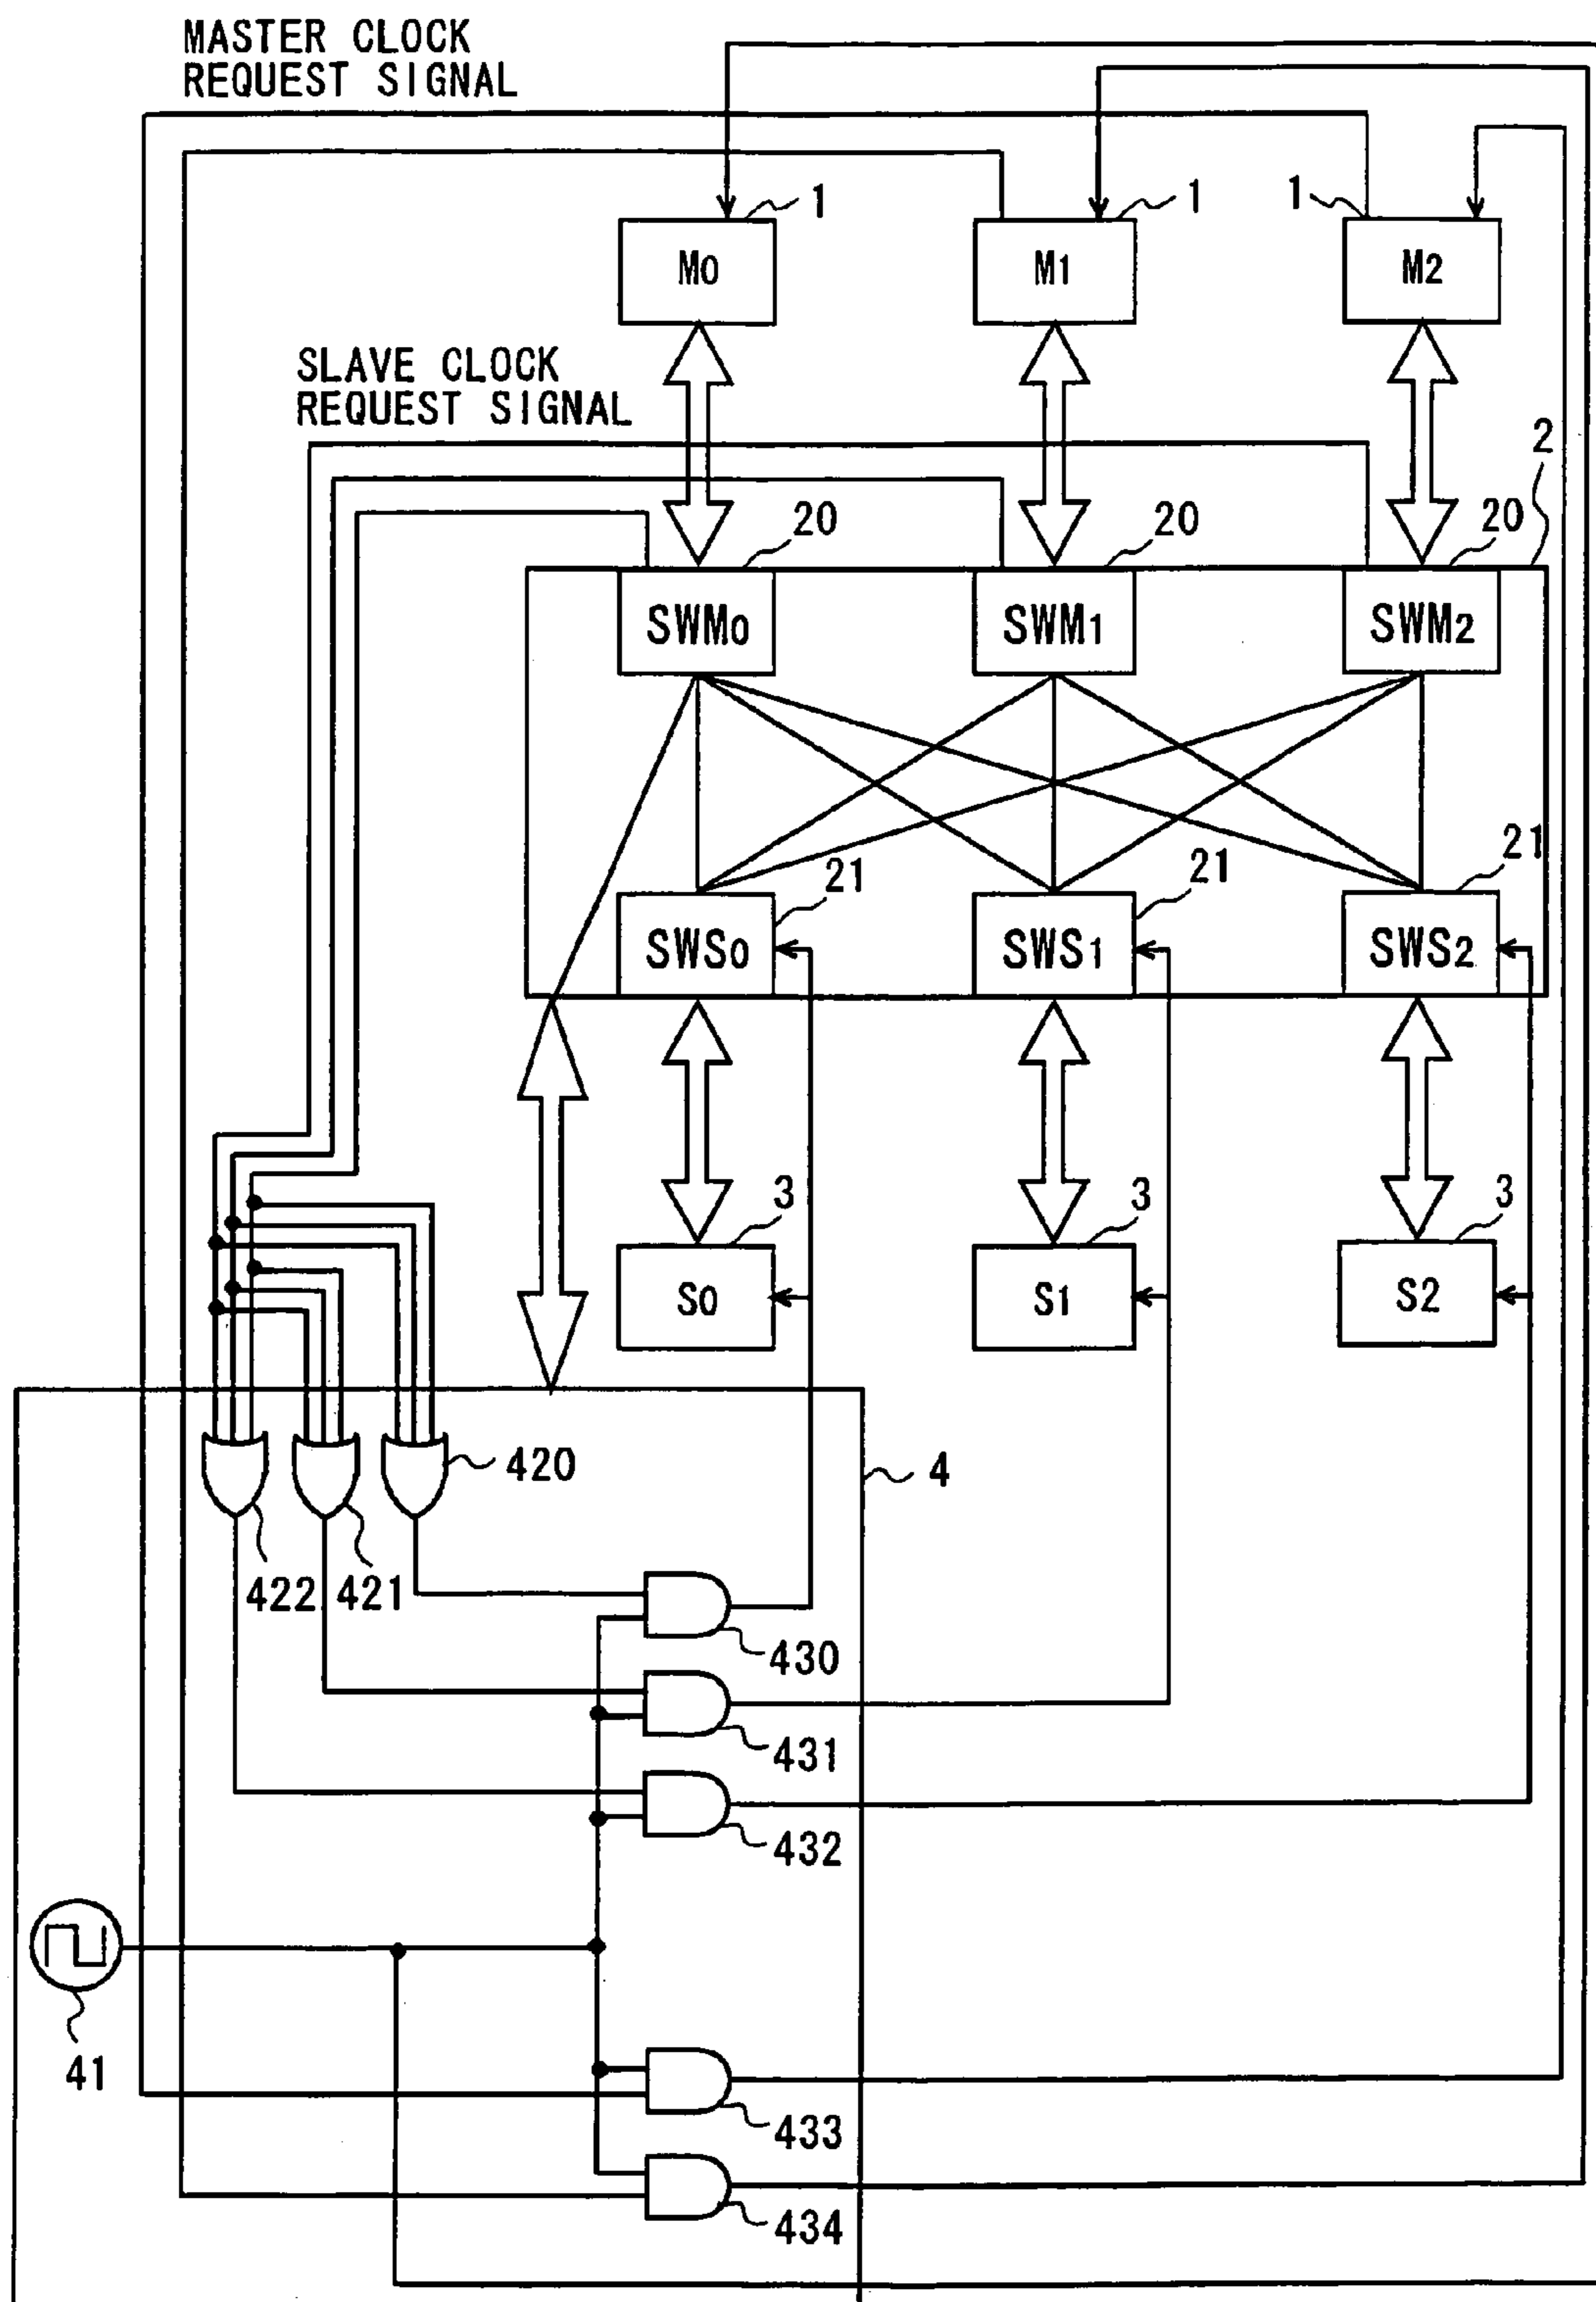 MASTER CLOCK
REQUEST SIGNAL
1
1
1
M0
M1
M2
SLAVE CLOCK
REQUEST SIGNAL
2
20
20
20
SWM0
SWM1
SWM2
21
21
21
SWS0
SWS1
SWS2
3
3
3
S0
S1
S2
420
4
422
421
430
431
432
41
433
434